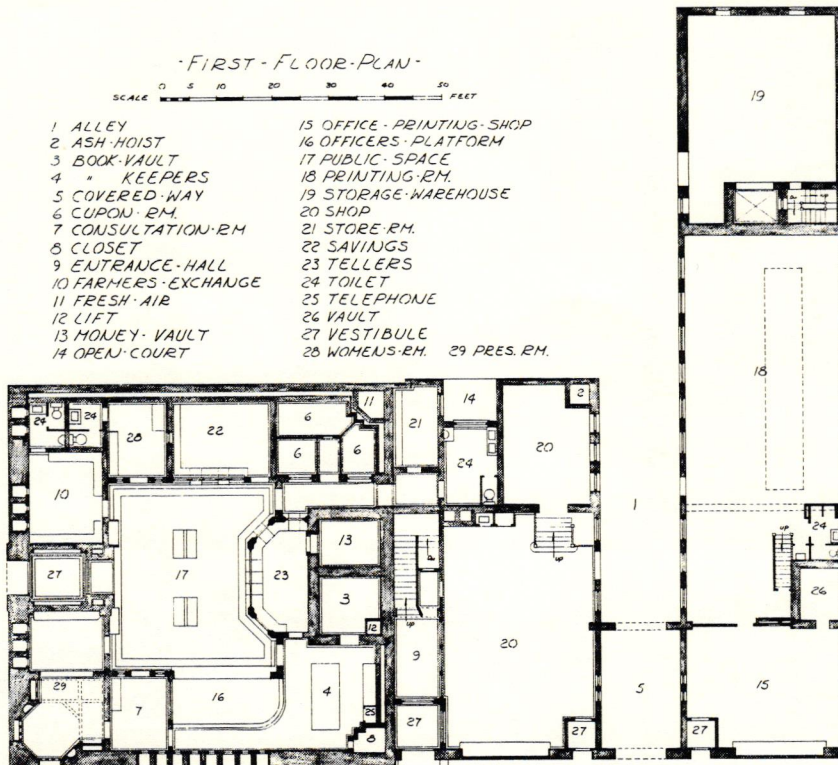 -FIRST-FLOOR-PLAN-
0 5 10 20 30 40 50
SCALE FEET
1 ALLEY
2 ASH-HOIST
3 BOOK-VAULT
4 " KEEPERS
5 COVERED-WAY
6 CUPON-RM.
7 CONSULTATION-RM
8 CLOSET
9 ENTRANCE-HALL
10 FARMERS-EXCHANGE
11 FRESH-AIR
12 LIFT
13 MONEY-VAULT
14 OPEN-COURT
15 OFFICE-PRINTING-SHOP
16 OFFICERS-PLATFORM
17 PUBLIC-SPACE
18 PRINTING-RM.
19 STORAGE-WAREHOUSE
20 SHOP
21 STORE-RM.
22 SAVINGS
23 TELLERS
24 TOILET
25 TELEPHONE
26 VAULT
27 VESTIBULE
28 WOMENS-RM. 29 PRES. RM.
19
UP
18
24
UP
26
15
27
1
5
24 24 28 22 6 11 21 14 20 2
6 6 24
10
27 17 23 13
3
12
UP
UP
9 20
29 7 16 4
25
8 27 27